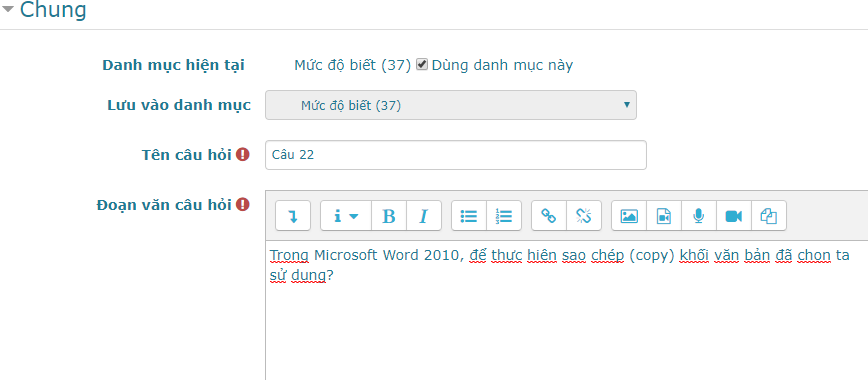 Chung
Danh mục hiện tại Mức độ biết (37) Dùng danh mục này
Lưu vào danh mục Mức độ biết (37)
Tên câu hỏi Câu 22
Đoạn văn câu hỏi
i B I
Trong Microsoft Word 2010, để thực hiện sao chép (copy) khối văn bản đã chọn ta
sử dụng?